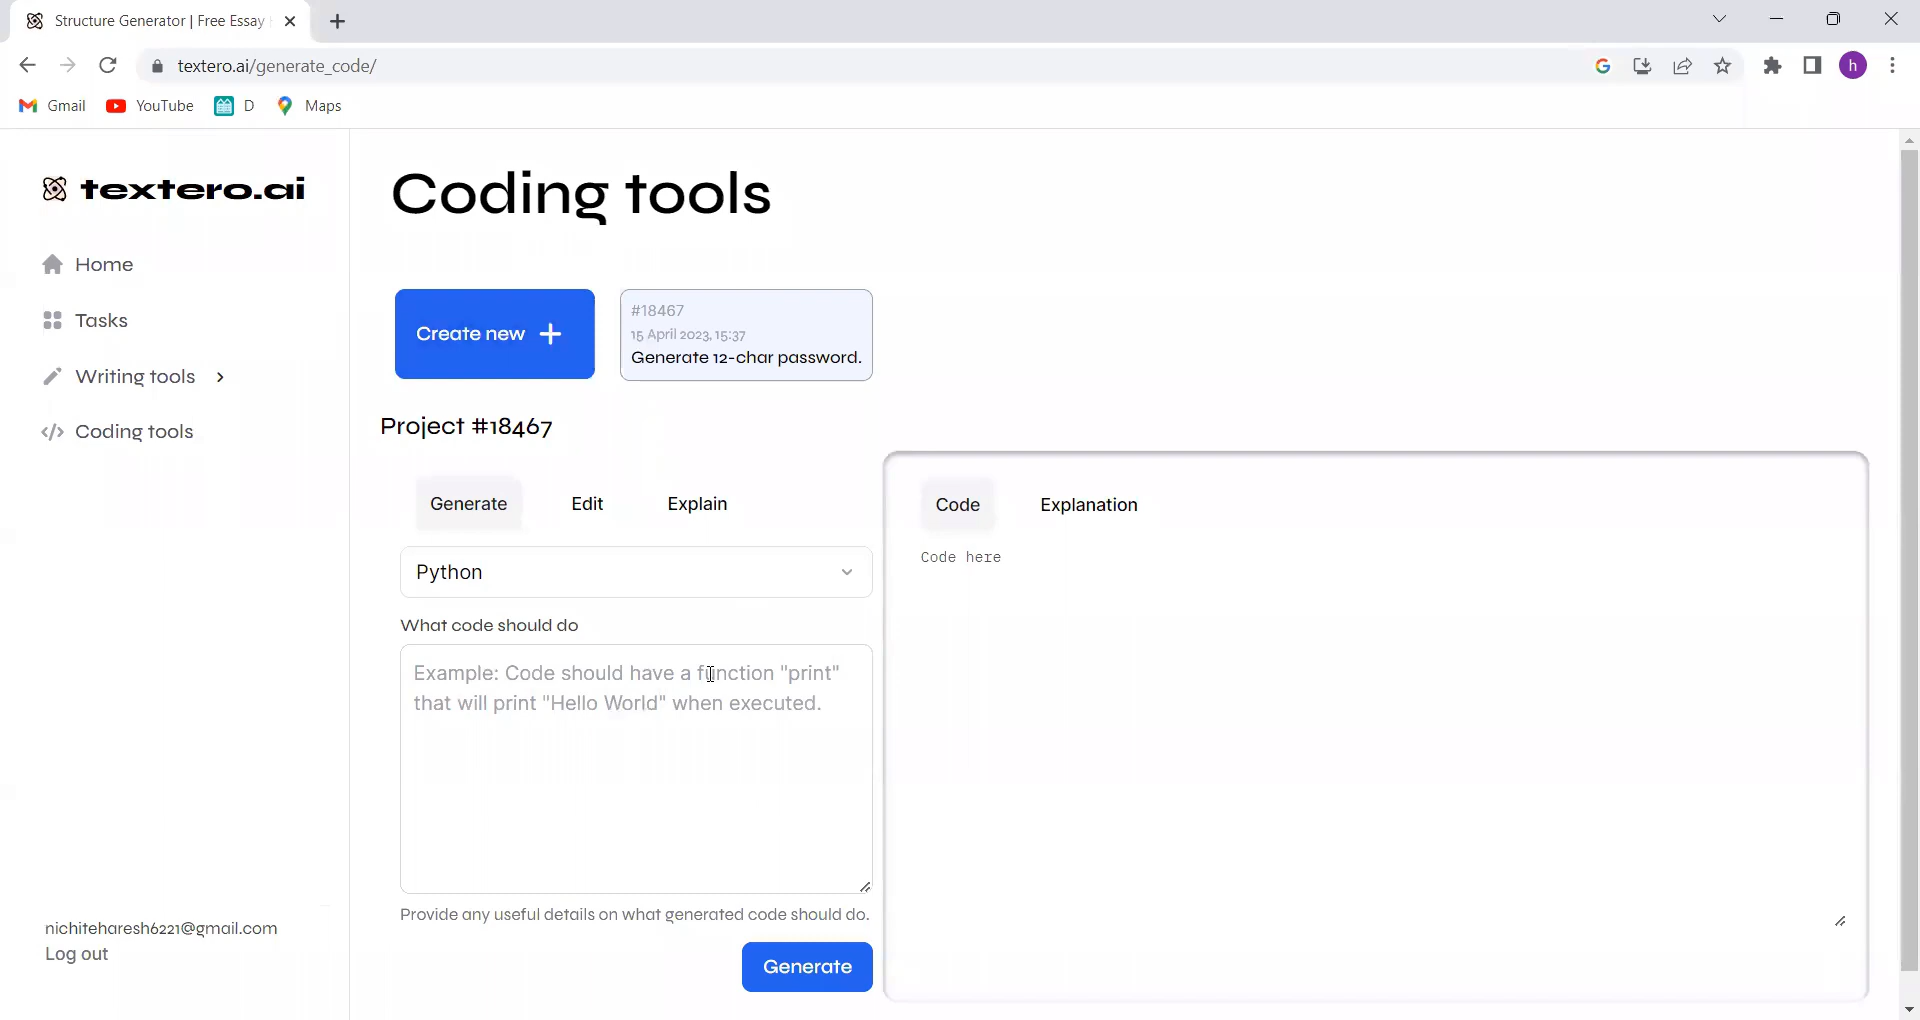 Structure Generator | Free Essay
textero.ai/generate_code/
h
Gmail
YouTube
D
Maps
textero.ai
Home
Tasks
Writing tools
Coding tools
nichiteharesh6221@gmail.com
Log out
Coding tools
Create new +
#18467
15 April 2023, 15:37
Generate 12-char password.
Project #18467
Generate
Edit
Explain
Python
What code should do
Example: Code should have a function "print"
that will print "Hello World" when executed.
Provide any useful details on what generated code should do.
Generate
Code
Explanation
Code here